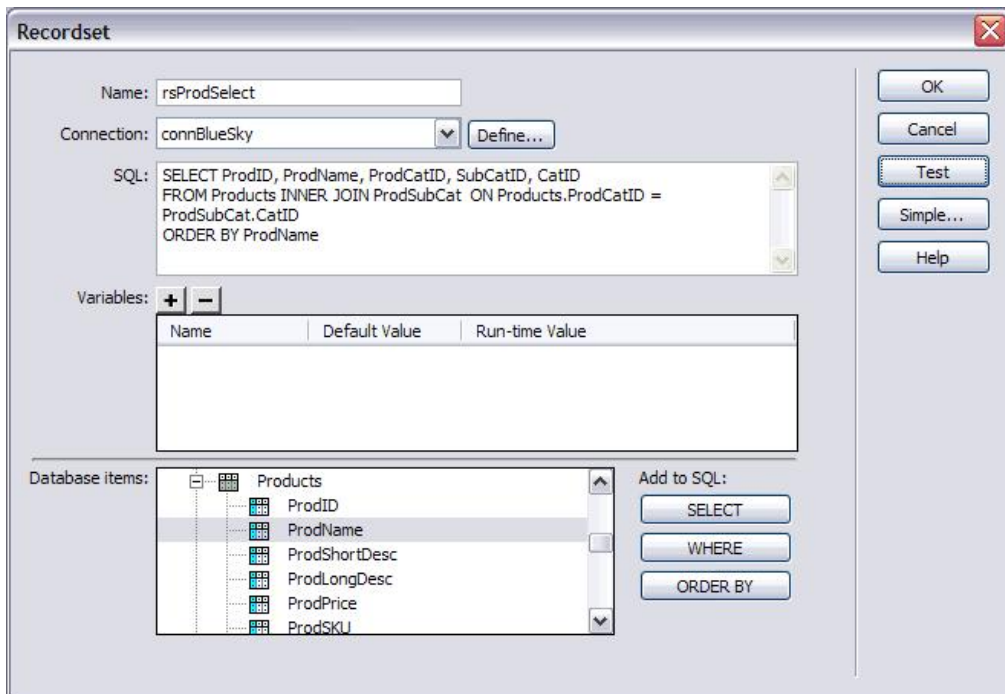 Recordset
Name: rsProdSelect
OK
Connection: connBlueSky
Define...
Cancel
SQL: SELECT ProdID, ProdName, ProdCatID, SubCatID, CatID
FROM Products INNER JOIN ProdSubCat ON Products.ProdCatID =
ProdSubCat.CatID
ORDER BY ProdName
Test
Simple...
Help
Variables: + −
Name Default Value Run-time Value
Database items:
Products
ProdID
ProdName
ProdShortDesc
ProdLongDesc
ProdPrice
ProdSKU
Add to SQL:
SELECT
WHERE
ORDER BY